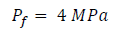 P_f = 4 MPa